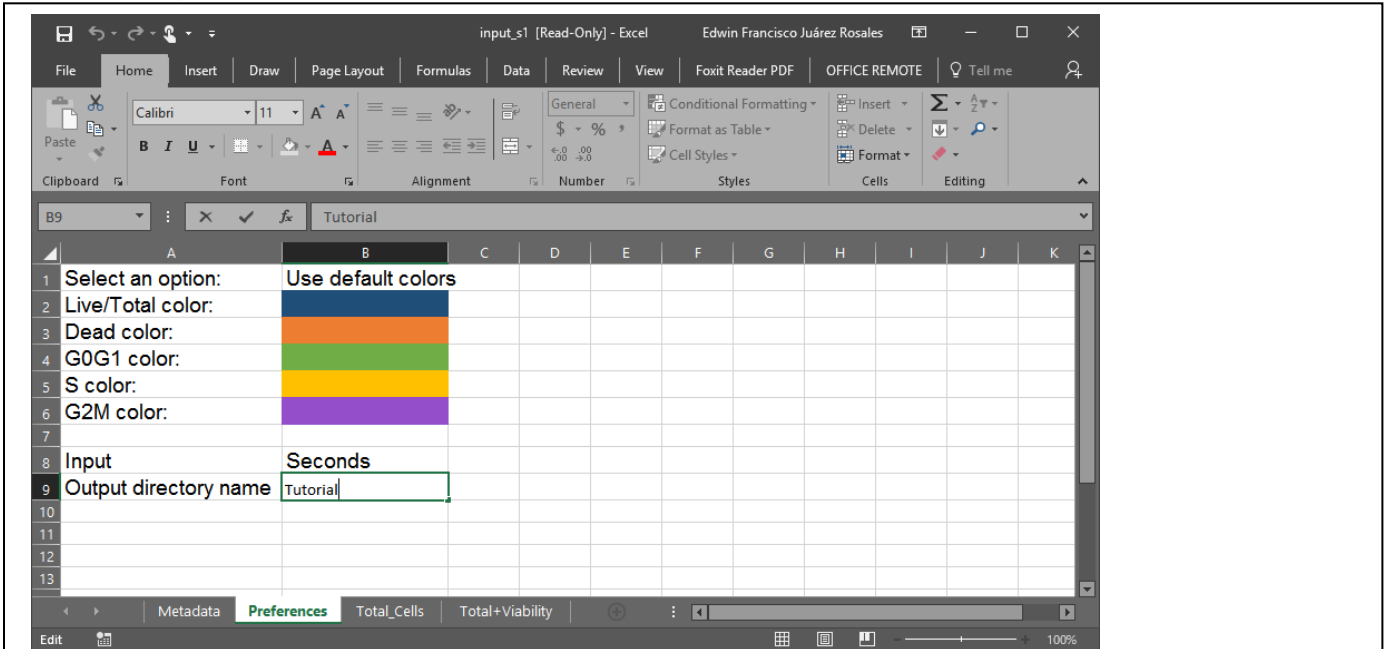 input_s1 [Read-Only] - Excel Edwin Francisco Juárez Rosales
File Home Insert Draw Page Layout Formulas Data Review View Foxit Reader PDF OFFICE REMOTE Tell me
Paste
Calibri 11 A A
B I U A
General
$ % ,
.00 .0
Conditional Formatting
Format as Table
Cell Styles
Insert
Delete
Format
Clipboard Font Alignment Number Styles Cells Editing
B9 fx Tutorial
A B C D E F G H I J K
1 Select an option: Use default colors
2 Live/Total color:
3 Dead color:
4 G0G1 color:
5 S color:
6 G2M color:
7
8 Input Seconds
9 Output directory name Tutorial
10
11
12
13
Metadata Preferences Total_Cells Total+Viability
Edit 100%